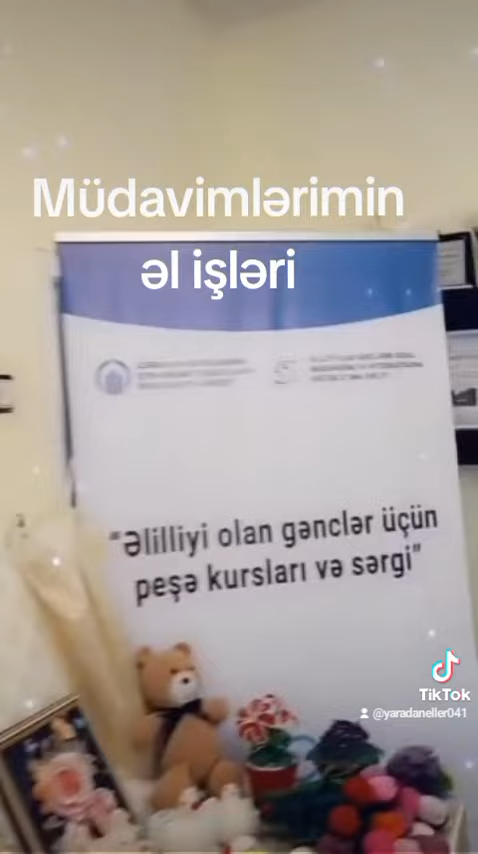 Müdavimlərimin
əl işləri
"Əlilliyi olan gənclər üçün
peşə kursları və sərgi"
TikTok
@yaradaneller041